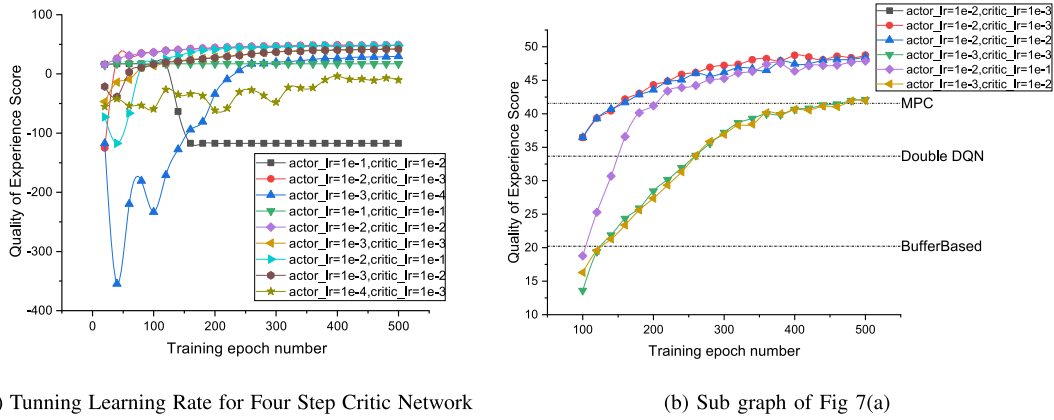 100
50
0
-50
-100
-150
-200
-250
-300
-350
-400
Quality of Experience Score
0
100
200
300
400
500
Training epoch number
actor_lr=1e-1,critic_lr=1e-2
actor_lr=1e-2,critic_lr=1e-3
actor_lr=1e-3,critic_lr=1e-4
actor_lr=1e-1,critic_lr=1e-1
actor_lr=1e-2,critic_lr=1e-2
actor_lr=1e-3,critic_lr=1e-3
actor_lr=1e-2,critic_lr=1e-1
actor_lr=1e-3,critic_lr=1e-2
actor_lr=1e-4,critic_lr=1e-3
) Tunning Learning Rate for Four Step Critic Network
actor_lr=1e-2,critic_lr=1e-3
actor_lr=1e-2,critic_lr=1e-3
actor_lr=1e-2,critic_lr=1e-2
actor_lr=1e-3,critic_lr=1e-3
actor_lr=1e-2,critic_lr=1e-1
actor_lr=1e-3,critic_lr=1e-2
50
45
40
35
30
25
20
15
10
Quality of Experience Score
MPC
Double DQN
BufferBased
100
200
300
400
500
Training epoch number
(b) Sub graph of Fig 7(a)